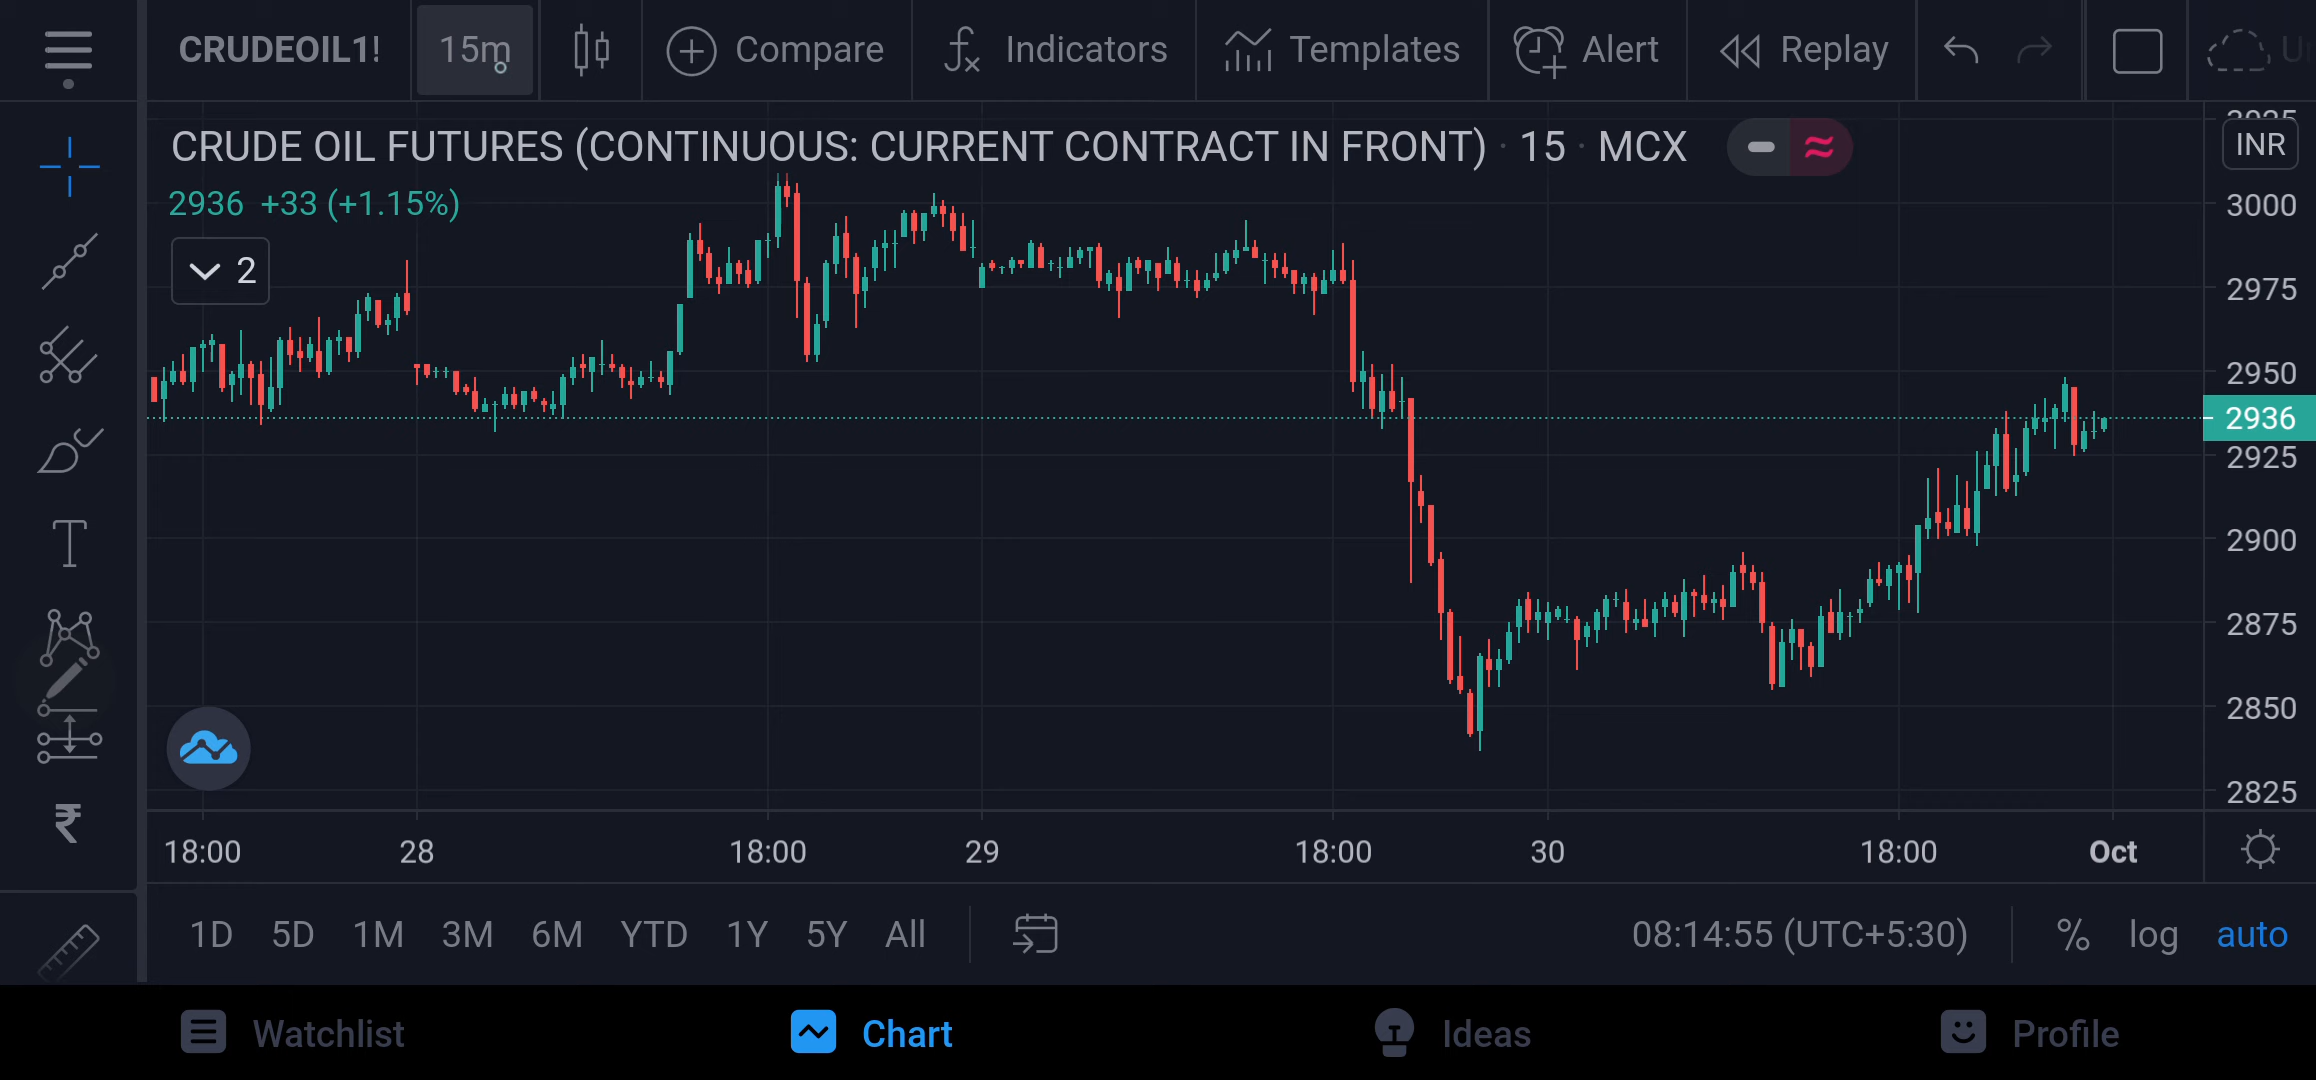 CRUDEOIL1! 15m Compare Indicators Templates Alert Replay
CRUDE OIL FUTURES (CONTINUOUS: CURRENT CONTRACT IN FRONT) · 15 · MCX
INR
2936 +33 (+1.15%)
2
3000
2975
2950
2936
2925
2900
2875
2850
2825
18:00 28 18:00 29 18:00 30 18:00 Oct
1D 5D 1M 3M 6M YTD 1Y 5Y All 08:14:55 (UTC+5:30) % log auto
Watchlist Chart Ideas Profile